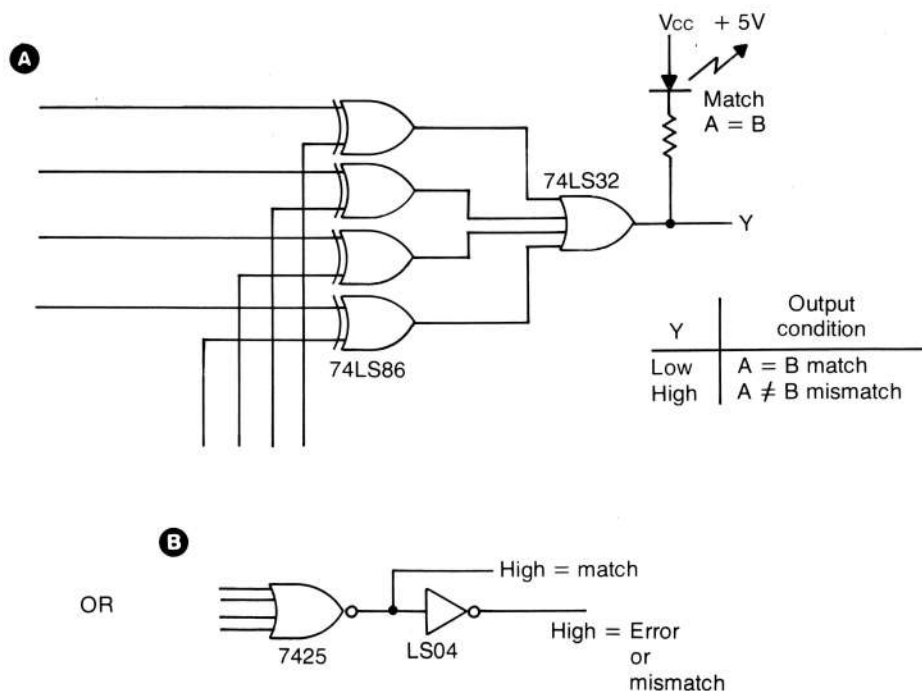 A
VCC + 5V
Match
A = B
74LS32
Y
74LS86
Y Output condition
Low A = B match
High A ≠ B mismatch
B
OR
High = match
7425
LS04
High = Error
or
mismatch